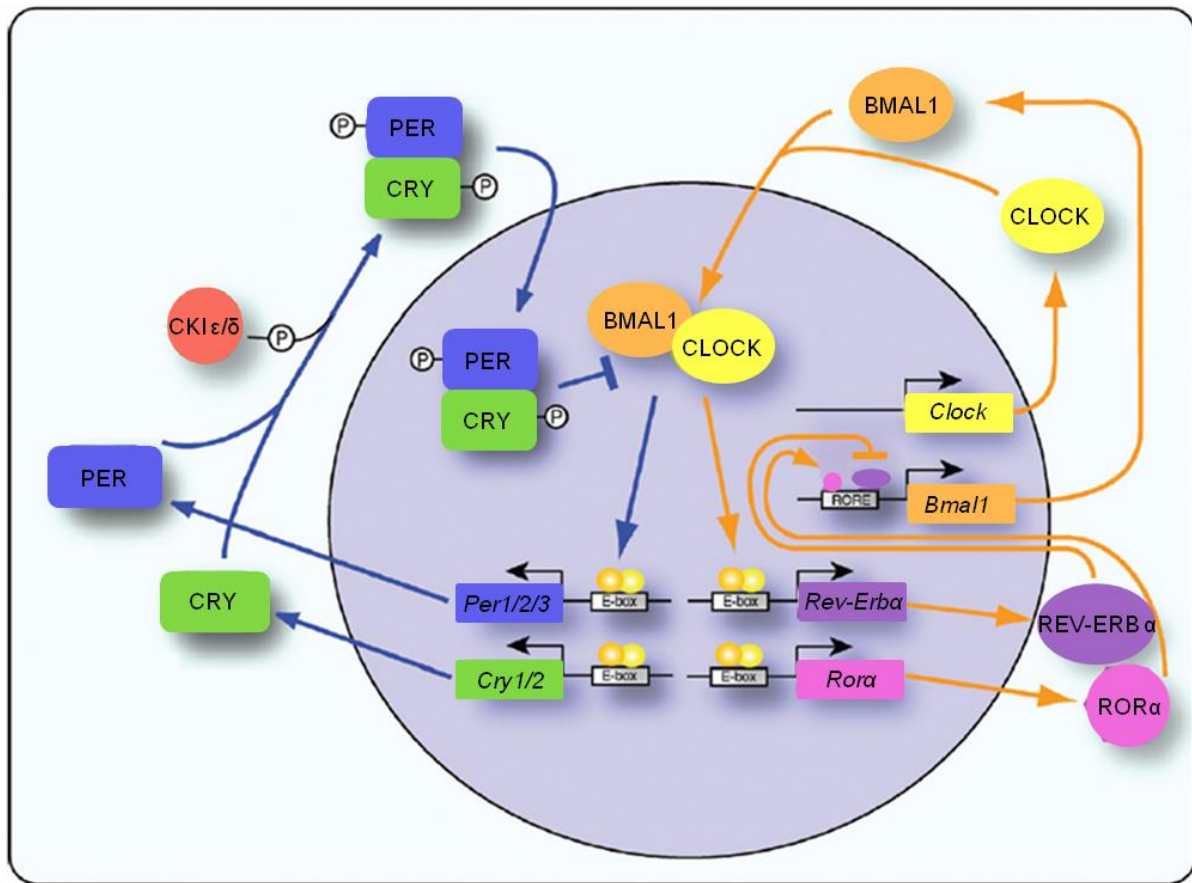 BMAL1
P
PER
CRY
P
CLOCK
CKI ε/δ
P
BMAL1
CLOCK
P
PER
CRY
P
Clock
PER
RORE
Bmal1
CRY
Per1/2/3
E-box
E-box
Rev-Erbα
REV-ERB α
Cry1/2
E-box
E-box
Rorα
RORα